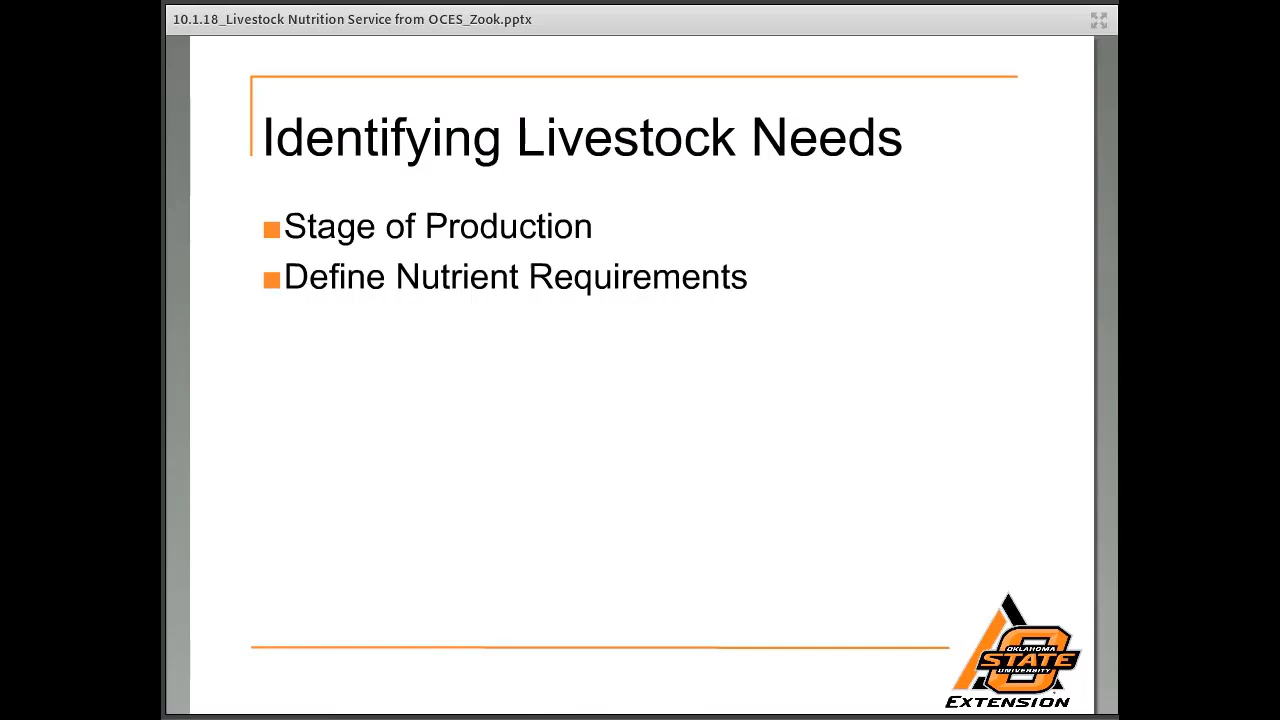 10.1.18_Livestock Nutrition Service from OCES_Zook.pptx
Identifying Livestock Needs
Stage of Production
Define Nutrient Requirements
OKLAHOMA
STATE
UNIVERSITY
EXTENSION